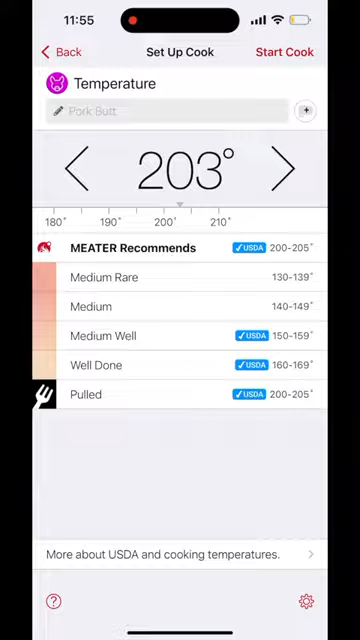 11:55
Back
Set Up Cook
Start Cook
Temperature
Pork Butt
203°
180° 190° 200° 210°
MEATER Recommends ✓USDA 200-205°
Medium Rare 130-139°
Medium 140-149°
Medium Well ✓USDA 150-159°
Well Done ✓USDA 160-169°
Pulled ✓USDA 200-205°
More about USDA and cooking temperatures.